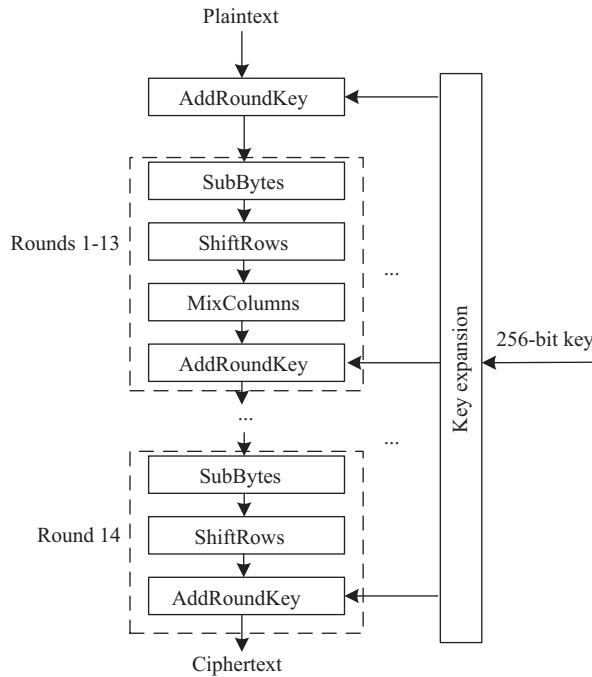 Plaintext
AddRoundKey
SubBytes
Rounds 1-13
ShiftRows
...
MixColumns
256-bit key
AddRoundKey
Key expansion
...
...
SubBytes
Round 14
ShiftRows
AddRoundKey
Ciphertext